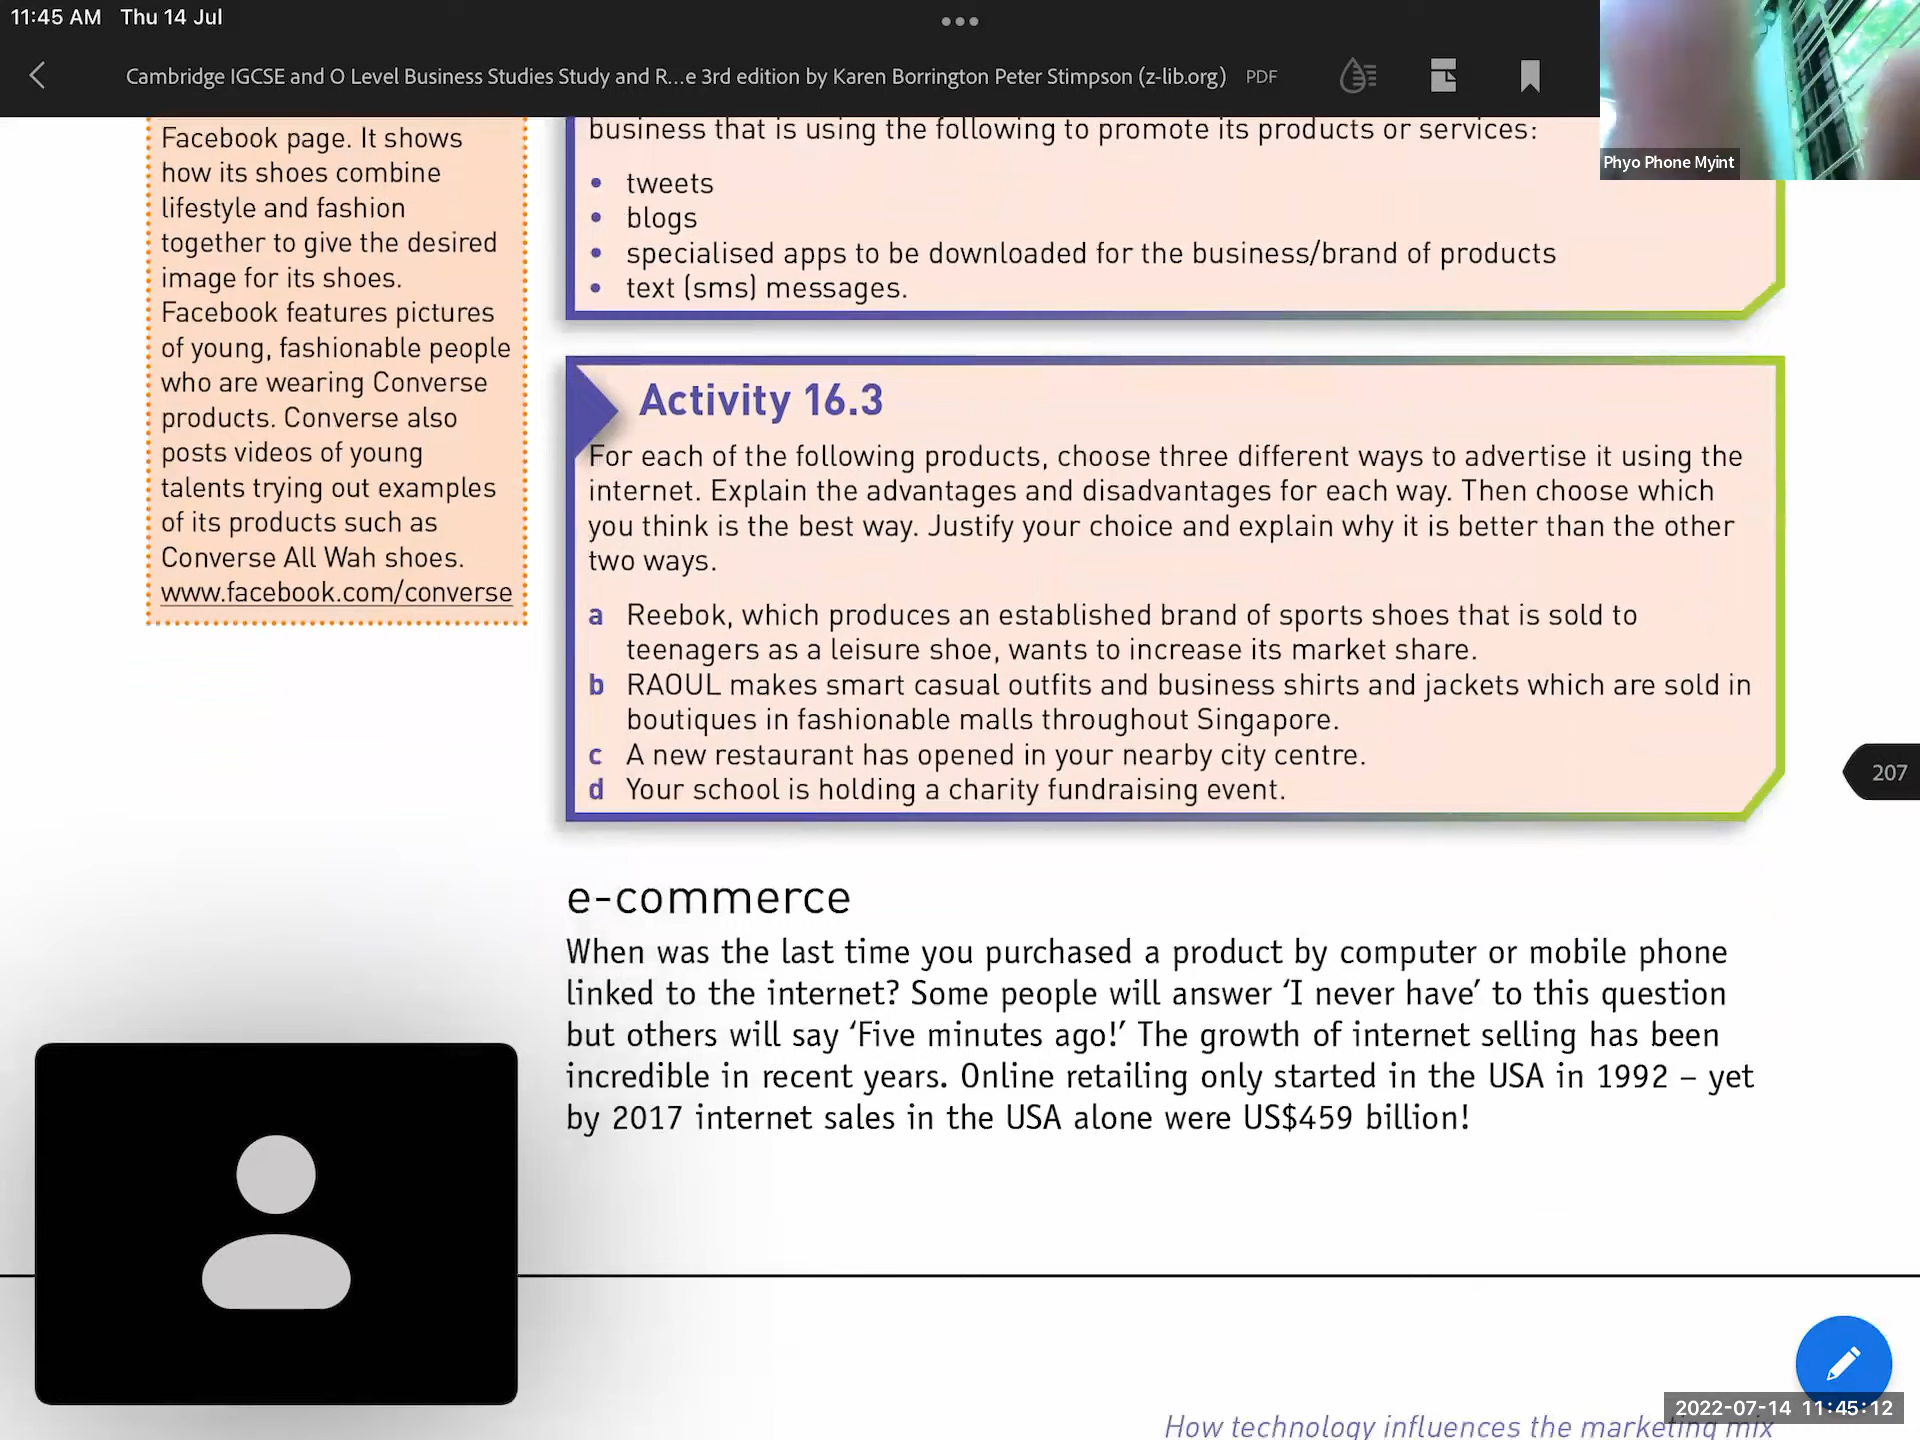 11:45 AM Thu 14 Jul
Cambridge IGCSE and O Level Business Studies Study and R...e 3rd edition by Karen Borrington Peter Stimpson (z-lib.org) PDF
Phyo Phone Myint
Facebook page. It shows
how its shoes combine
lifestyle and fashion
together to give the desired
image for its shoes.
Facebook features pictures
of young, fashionable people
who are wearing Converse
products. Converse also
posts videos of young
talents trying out examples
of its products such as
Converse All Wah shoes.
www.facebook.com/converse
business that is using the following to promote its products or services:
• tweets
• blogs
• specialised apps to be downloaded for the business/brand of products
• text (sms) messages.
Activity 16.3
For each of the following products, choose three different ways to advertise it using the
internet. Explain the advantages and disadvantages for each way. Then choose which
you think is the best way. Justify your choice and explain why it is better than the other
two ways.
a Reebok, which produces an established brand of sports shoes that is sold to
teenagers as a leisure shoe, wants to increase its market share.
b RAOUL makes smart casual outfits and business shirts and jackets which are sold in
boutiques in fashionable malls throughout Singapore.
c A new restaurant has opened in your nearby city centre.
d Your school is holding a charity fundraising event.
207
e-commerce
When was the last time you purchased a product by computer or mobile phone
linked to the internet? Some people will answer ‘I never have’ to this question
but others will say ‘Five minutes ago!’ The growth of internet selling has been
incredible in recent years. Online retailing only started in the USA in 1992 – yet
by 2017 internet sales in the USA alone were US$459 billion!
2022-07-14 11:45:12
How technology influences the marketing mix